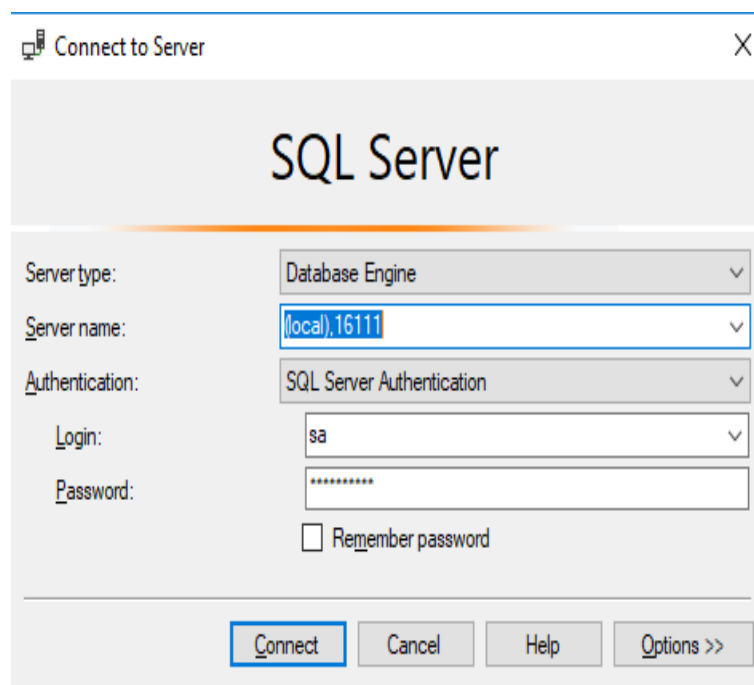 Connect to Server
SQL Server
Server type: Database Engine
Server name: (local),16111
Authentication: SQL Server Authentication
Login: sa
Password: **********
Remember password
Connect Cancel Help Options >>